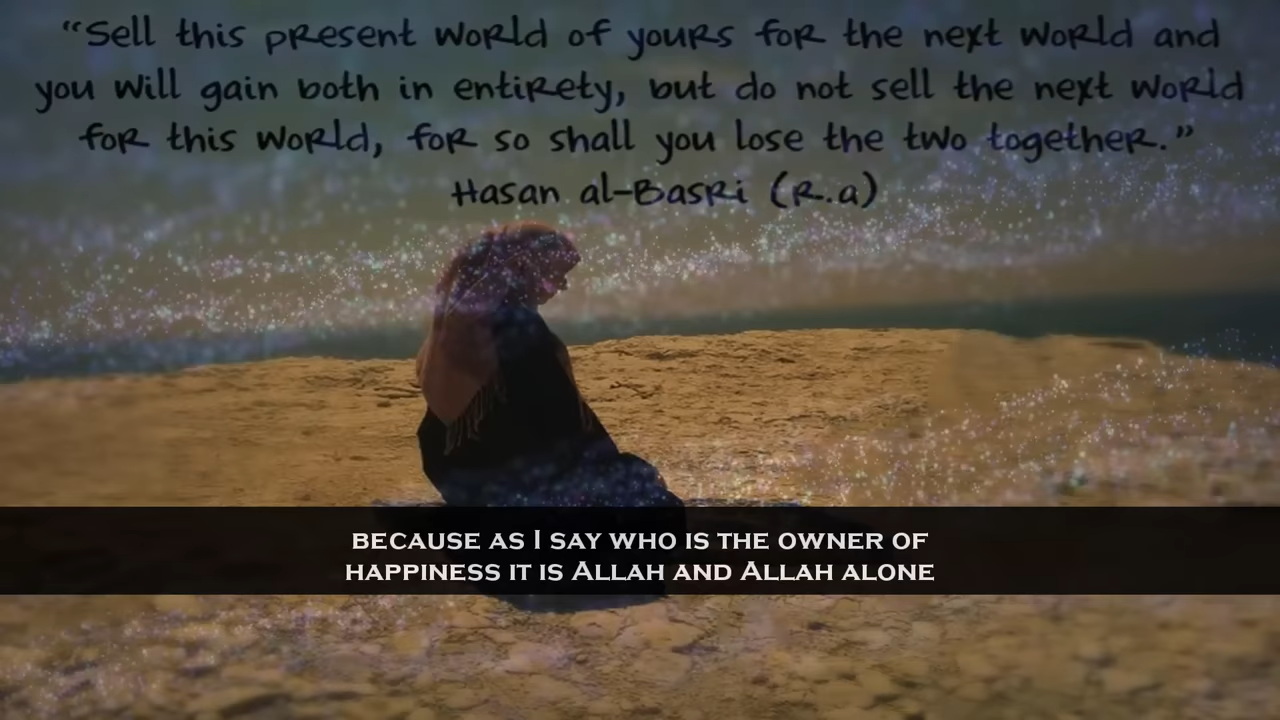 “Sell this present world of yours for the next world and
you will gain both in entirety, but do not sell the next world
for this world, for so shall you lose the two together.”
Hasan al-Basri (R.a)
BECAUSE AS I SAY WHO IS THE OWNER OF
HAPPINESS IT IS ALLAH AND ALLAH ALONE